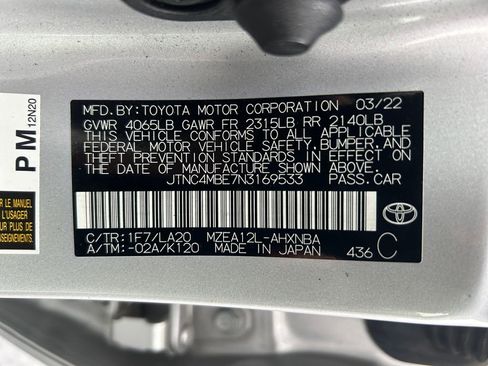 MFD.BY:TOYOTA MOTOR CORPORATION 03/22
GVWR 4065LB GAWR FR 2315LB RR 2140LB
THIS VEHICLE CONFORMS TO ALL APPLICABLE
FEDERAL MOTOR VEHICLE SAFETY,BUMPER,AND
THEFT PREVENTION STANDARDS IN EFFECT ON
THE DATE OF MANUFACTURE SHOWN ABOVE.
JTNC4MBE7N3169533 PASS.CAR
C/TR:1F7/LA20 MZEA12L-AHXNBA
A/TM:-02A/K120 MADE IN JAPAN 436 C
TOYOTA
PM 12N20
R LE MANUEL
L'USAGER
ENSEIGNEMENTS.